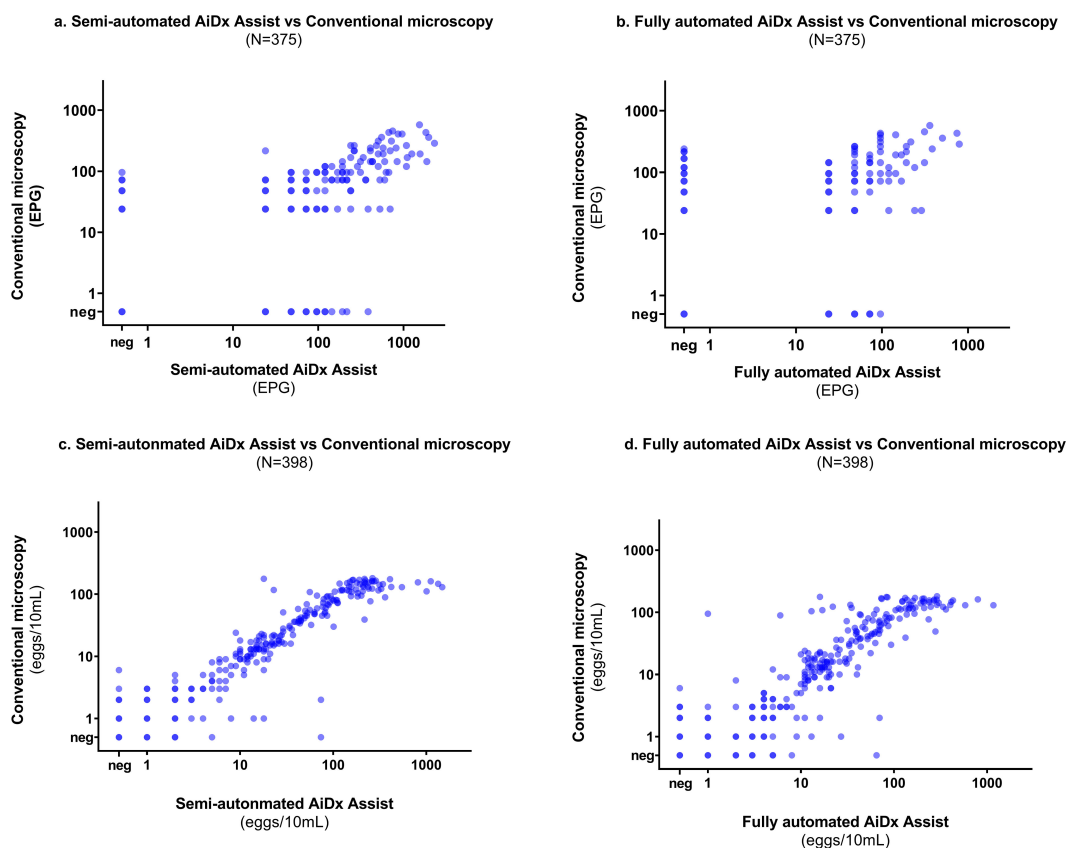 a. Semi-automated AiDx Assist vs Conventional microscopy
(N=375)
Conventional microscopy
(EPG)
1000
100
10
1
neg
neg 1 10 100 1000
Semi-automated AiDx Assist
(EPG)
b. Fully automated AiDx Assist vs Conventional microscopy
(N=375)
Conventional microscopy
(EPG)
1000
100
10
1
neg
neg 1 10 100 1000
Fully automated AiDx Assist
(EPG)
c. Semi-autonmated AiDx Assist vs Conventional microscopy
(N=398)
Conventional microscopy
(eggs/10mL)
1000
100
10
1
neg
neg 1 10 100 1000
Semi-autonmated AiDx Assist
(eggs/10mL)
d. Fully automated AiDx Assist vs Conventional microscopy
(N=398)
Conventional microscopy
(eggs/10mL)
1000
100
10
1
neg
neg 1 10 100 1000
Fully automated AiDx Assist
(eggs/10mL)